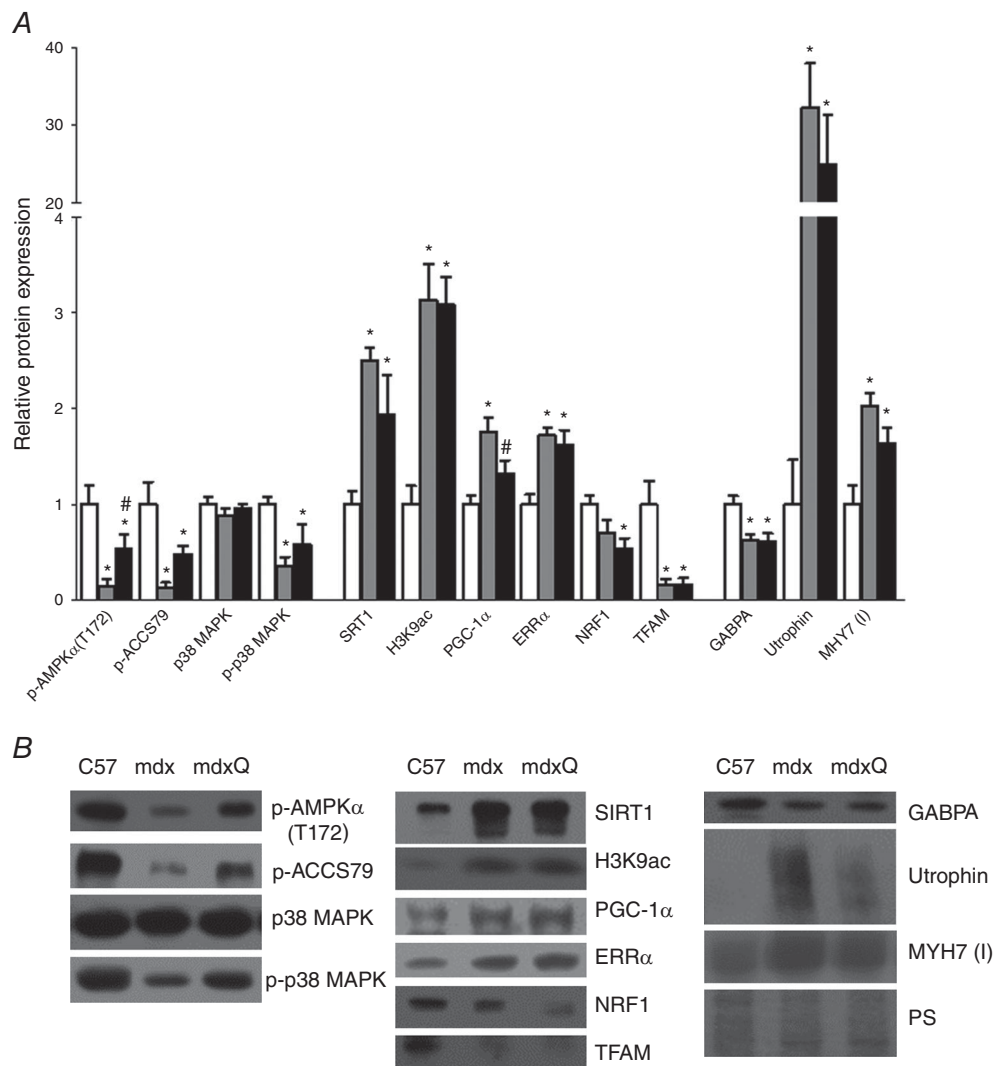 A
40
30
20
4
3
2
1
0
Relative protein expression
* # * * * * * *
* * * * * # * * * * *
* * * * * *
p-AMPKα(T172)
p-ACCS79
p38 MAPK
p-p38 MAPK
SRT1
H3K9ac
PGC-1α
ERRα
NRF1
TFAM
GABPA
Utrophin
MHY7 (I)
B
C57 mdx mdxQ
p-AMPKα
(T172)
p-ACCS79
p38 MAPK
p-p38 MAPK
C57 mdx mdxQ
SIRT1
H3K9ac
PGC-1α
ERRα
NRF1
TFAM
C57 mdx mdxQ
GABPA
Utrophin
MYH7 (I)
PS